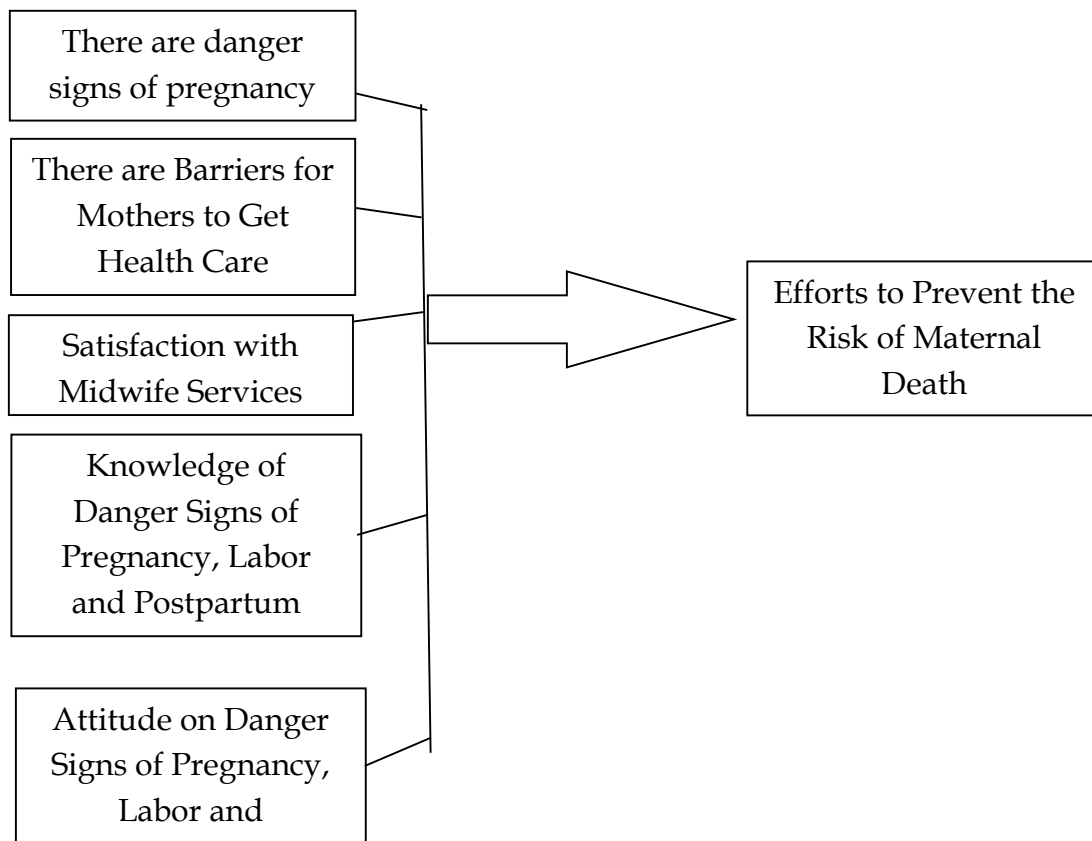 There are danger
signs of pregnancy
There are Barriers for
Mothers to Get
Health Care
Satisfaction with
Midwife Services
Knowledge of
Danger Signs of
Pregnancy, Labor
and Postpartum
Attitude on Danger
Signs of Pregnancy,
Labor and
Efforts to Prevent the
Risk of Maternal
Death